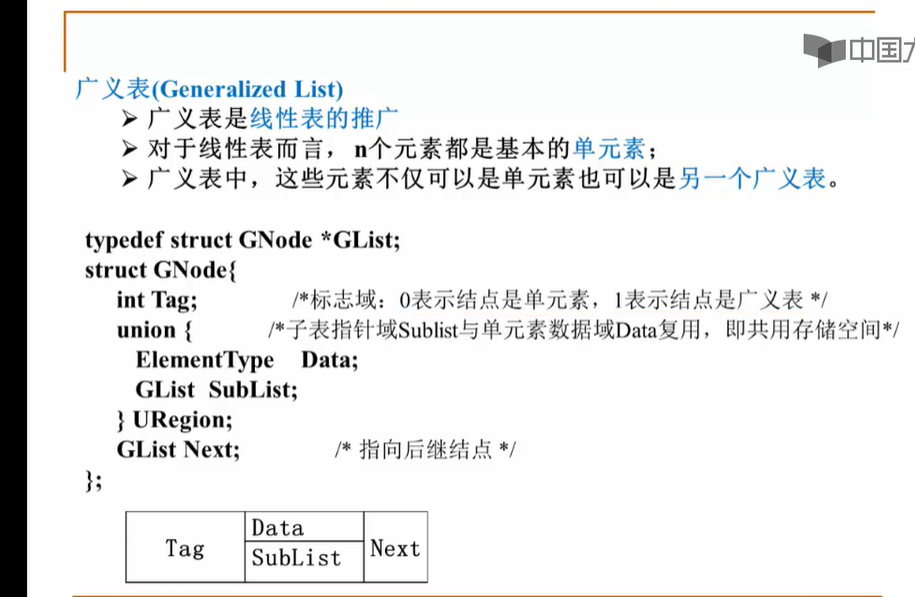 中国
广义表(Generalized List)
➢ 广义表是线性表的推广
➢ 对于线性表而言，n个元素都是基本的单元素；
➢ 广义表中，这些元素不仅可以是单元素也可以是另一个广义表。
typedef struct GNode *GList;
struct GNode{
int Tag; /*标志域：0表示结点是单元素，1表示结点是广义表 */
union { /*子表指针域Sublist与单元素数据域Data复用，即共用存储空间*/
ElementType Data;
GList SubList;
} URegion;
GList Next; /* 指向后继结点 */
};
Data
Tag
SubList
Next